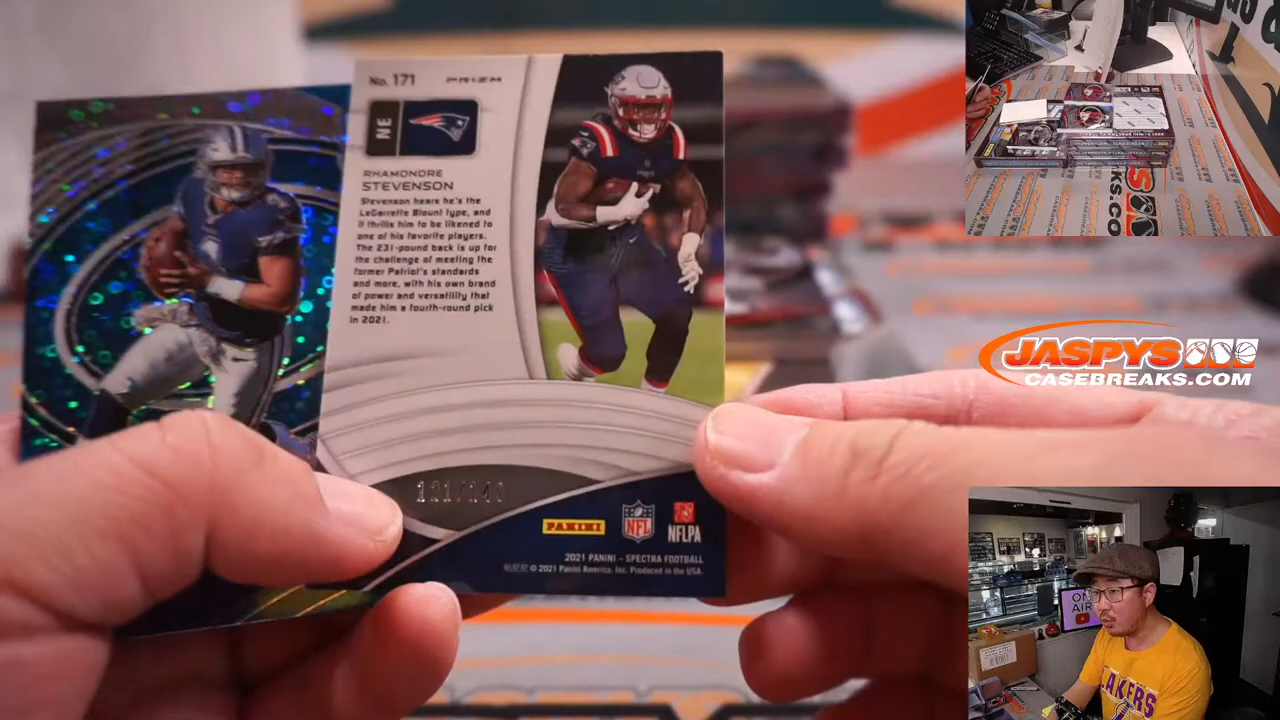 No. 171
PRIZM
NE
RHAMONDRE
STEVENSON
Stevenson hears he's the
LeGarrette Blount type, and
it thrills him to be likened to
one of his favorite players.
The 231-pound back is up for
the challenge of meeting the
former Patriot's standards
and more, with his own brand
of power and versatility that
made him a fourth-round pick
in 2021.
PANINI
NFL
NFLPA
2021 PANINI – SPECTRA FOOTBALL
© 2021 Panini America, Inc. Produced in the USA.
JASPYS
CASEBREAKS.COM
ON
AIR
LAKERS